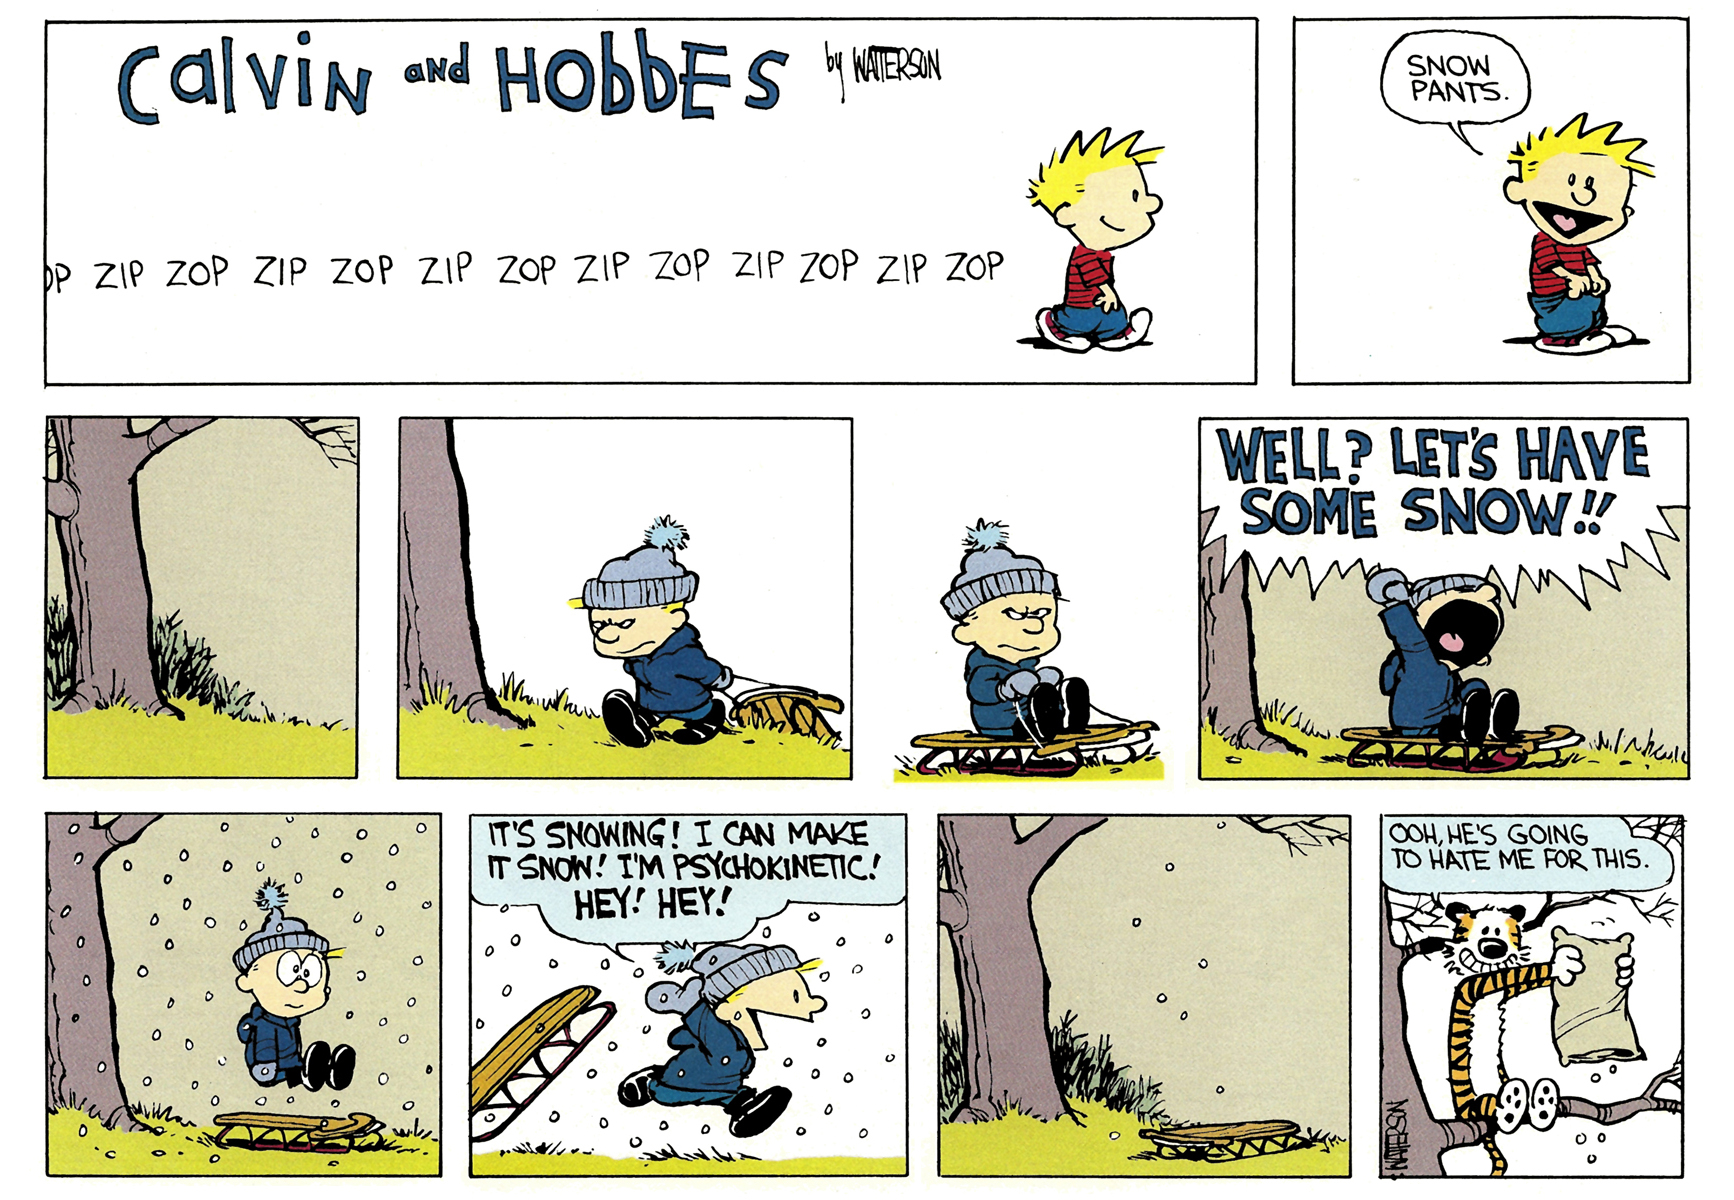 Calvin and Hobbes by WATTERSON
OP ZIP ZOP ZIP ZOP ZIP ZOP ZIP ZOP ZIP ZOP ZIP ZOP
SNOW
PANTS.
WELL? LET'S HAVE
SOME SNOW!!
IT'S SNOWING! I CAN MAKE
IT SNOW! I'M PSYCHOKINETIC!
HEY! HEY!
OOH, HE'S GOING
TO HATE ME FOR THIS.
WATTERSON